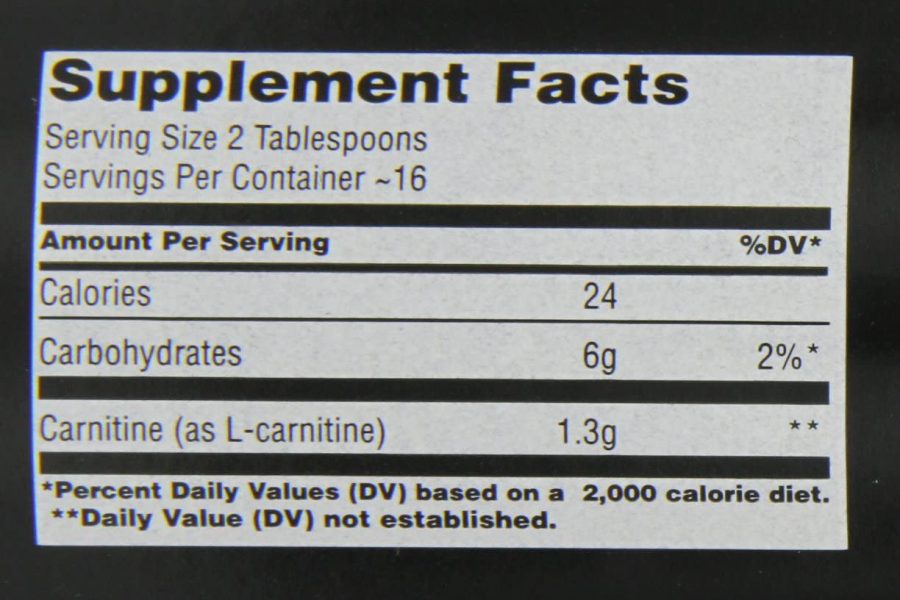 Supplement Facts
Serving Size 2 Tablespoons
Servings Per Container ~16
Amount Per Serving %DV*
Calories 24
Carbohydrates 6g 2%*
Carnitine (as L-carnitine) 1.3g **
*Percent Daily Values (DV) based on a 2,000 calorie diet.
**Daily Value (DV) not established.